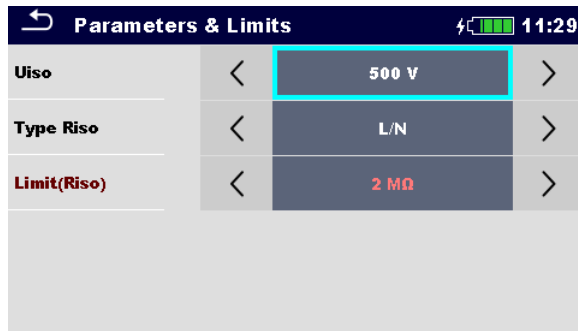 Parameters & Limits 11:29
Uiso 500 V
Type Riso L/N
Limit(Riso) 2 MΩ